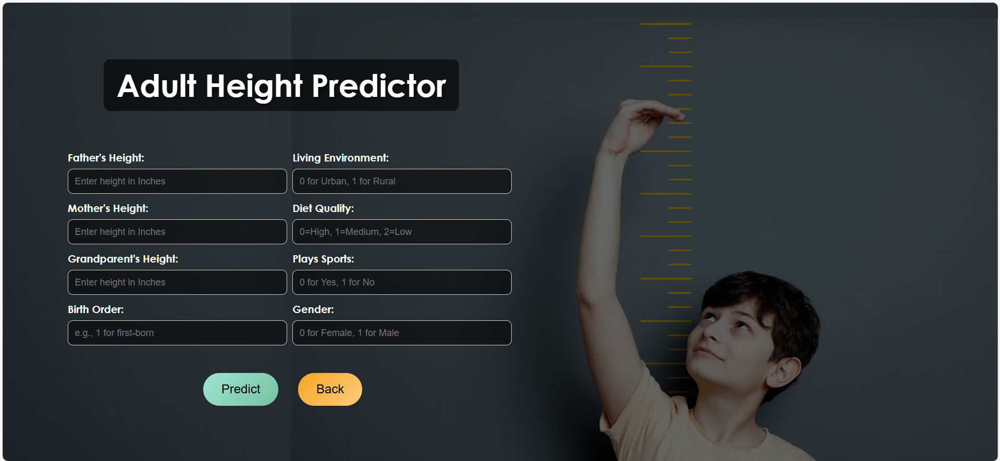 Adult Height Predictor
Father's Height:
Enter height in Inches
Living Environment:
0 for Urban, 1 for Rural
Mother's Height:
Enter height in Inches
Diet Quality:
0=High, 1=Medium, 2=Low
Grandparent's Height:
Enter height in Inches
Plays Sports:
0 for Yes, 1 for No
Birth Order:
e.g., 1 for first-born
Gender:
0 for Female, 1 for Male
Predict
Back